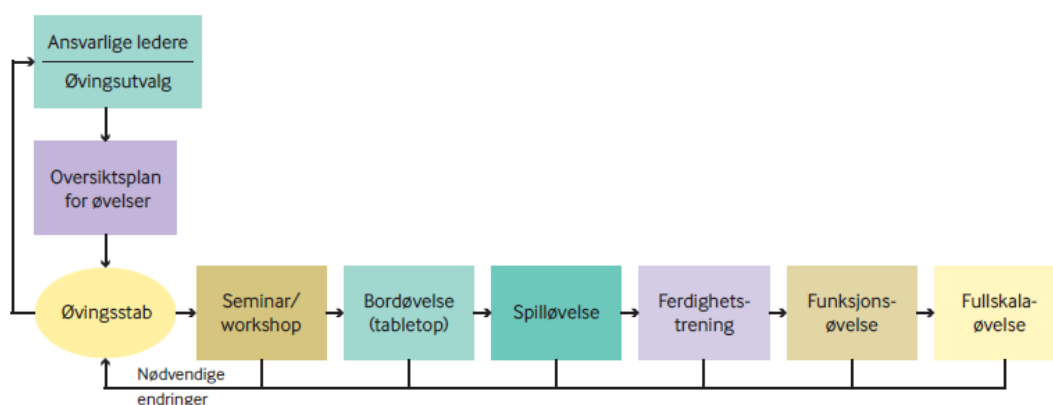 Ansvarlige ledere
Øvingsutvalg
Oversiktsplan
for øvelser
Øvingsstab
Seminar/
workshop
Bordøvelse
(tabletop)
Spilløvelse
Ferdighets-
trening
Funksjons-
øvelse
Fullskala-
øvelse
Nødvendige
endringer